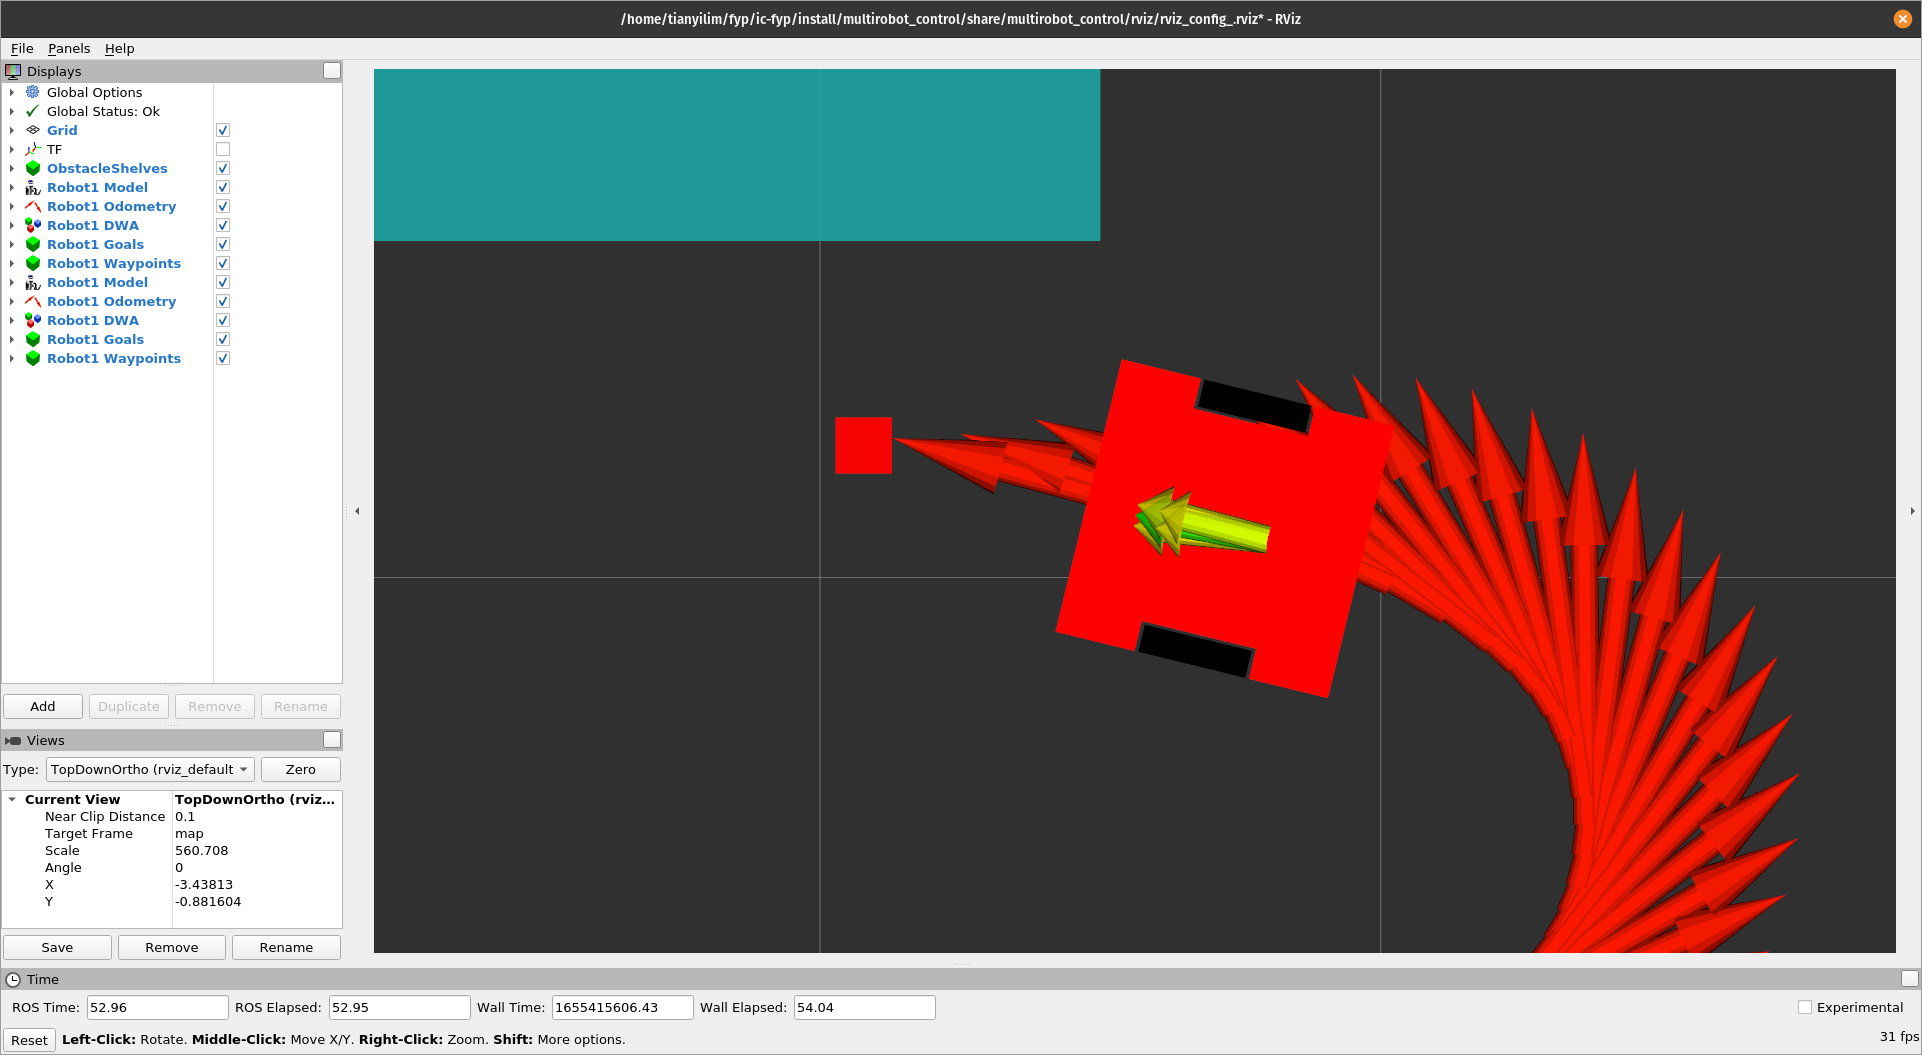 /home/tianyilim/fyp/ic-fyp/install/multirobot_control/share/multirobot_control/rviz/rviz_config_.rviz* - RViz
File Panels Help
Displays
Global Options
Global Status: Ok
Grid
TF
ObstacleShelves
Robot1 Model
Robot1 Odometry
Robot1 DWA
Robot1 Goals
Robot1 Waypoints
Robot1 Model
Robot1 Odometry
Robot1 DWA
Robot1 Goals
Robot1 Waypoints
Add Duplicate Remove Rename
Views
Type: TopDownOrtho (rviz_default Zero
Current View TopDownOrtho (rviz...
Near Clip Distance 0.1
Target Frame map
Scale 560.708
Angle 0
X -3.43813
Y -0.881604
Save Remove Rename
Time
ROS Time: 52.96 ROS Elapsed: 52.95 Wall Time: 1655415606.43 Wall Elapsed: 54.04 Experimental
Reset Left-Click: Rotate. Middle-Click: Move X/Y. Right-Click: Zoom. Shift: More options. 31 fps